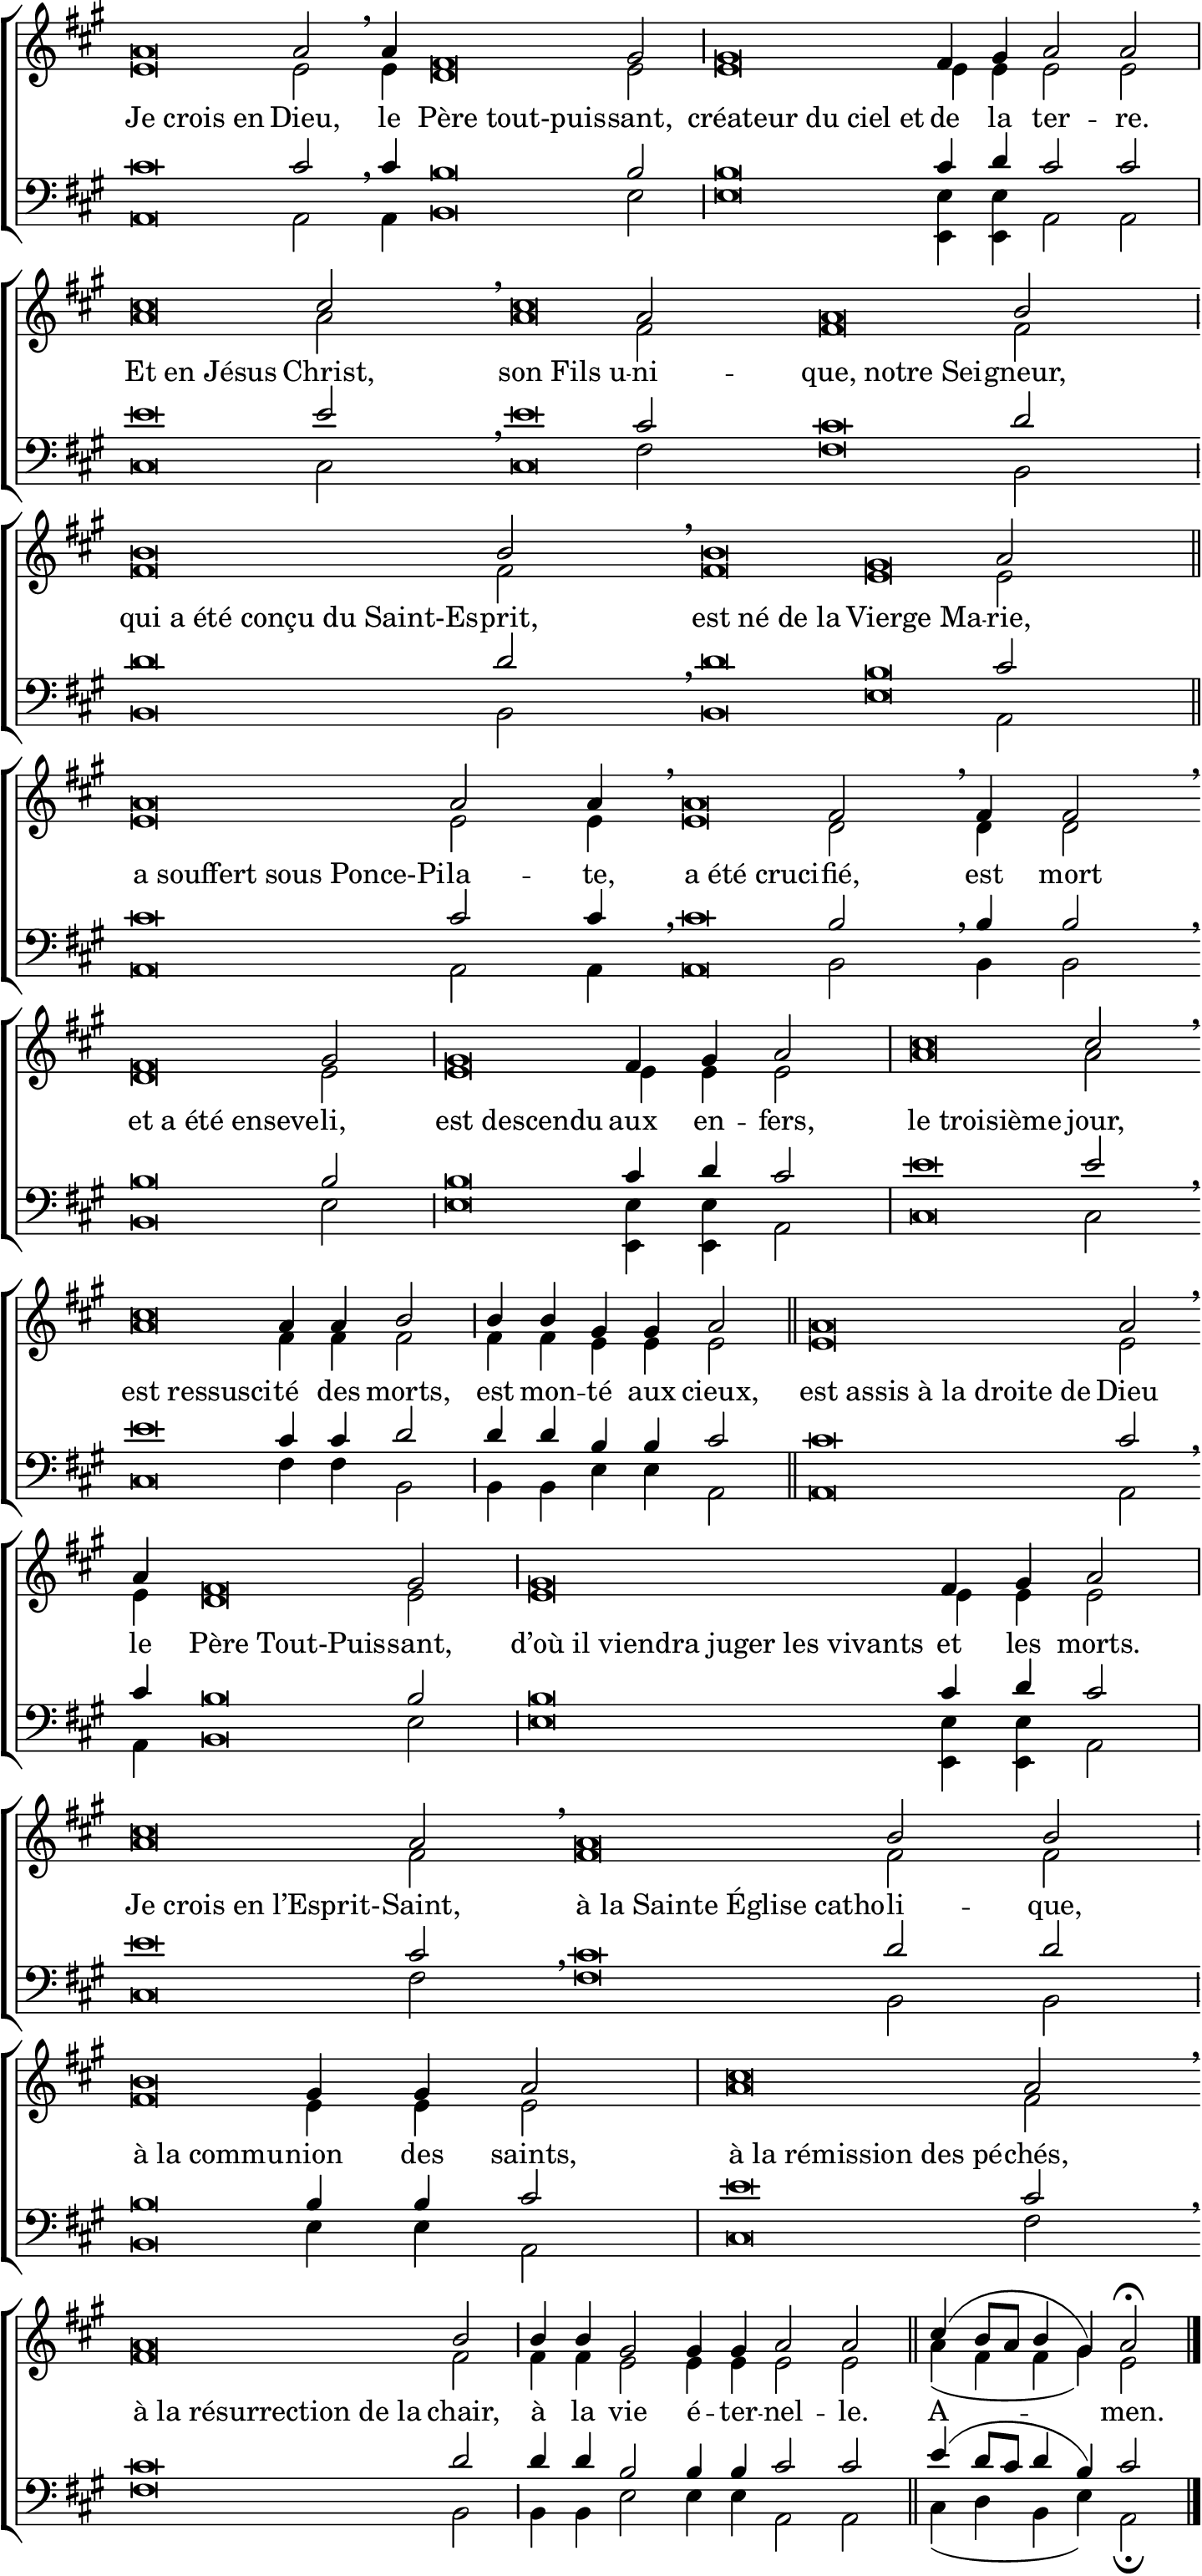 Je crois en Dieu, le Père tout-puissant, créateur du ciel et de la ter -- re.
Et en Jésus Christ, son Fils u -- ni -- que, notre Sei -- gneur,
qui a été conçu du Saint-Esprit, est né de la Vierge Ma -- rie,
a souffert sous Ponce-Pila -- te, a été crucifié, est mort
et a été enseveli, est descendu aux en -- fers, le troisième jour,
est ressuscité des morts, est mon -- té aux cieux, est assis à la droite de Dieu
le Père Tout-Puissant, d’où il viendra juger les vivants et les morts.
Je crois en l’Esprit-Saint, à la Sainte Église catholi -- que,
à la communion des saints, à la rémission des péchés,
à la résurrection de la chair, à la vie é -- ter -- nel -- le. A -- men.